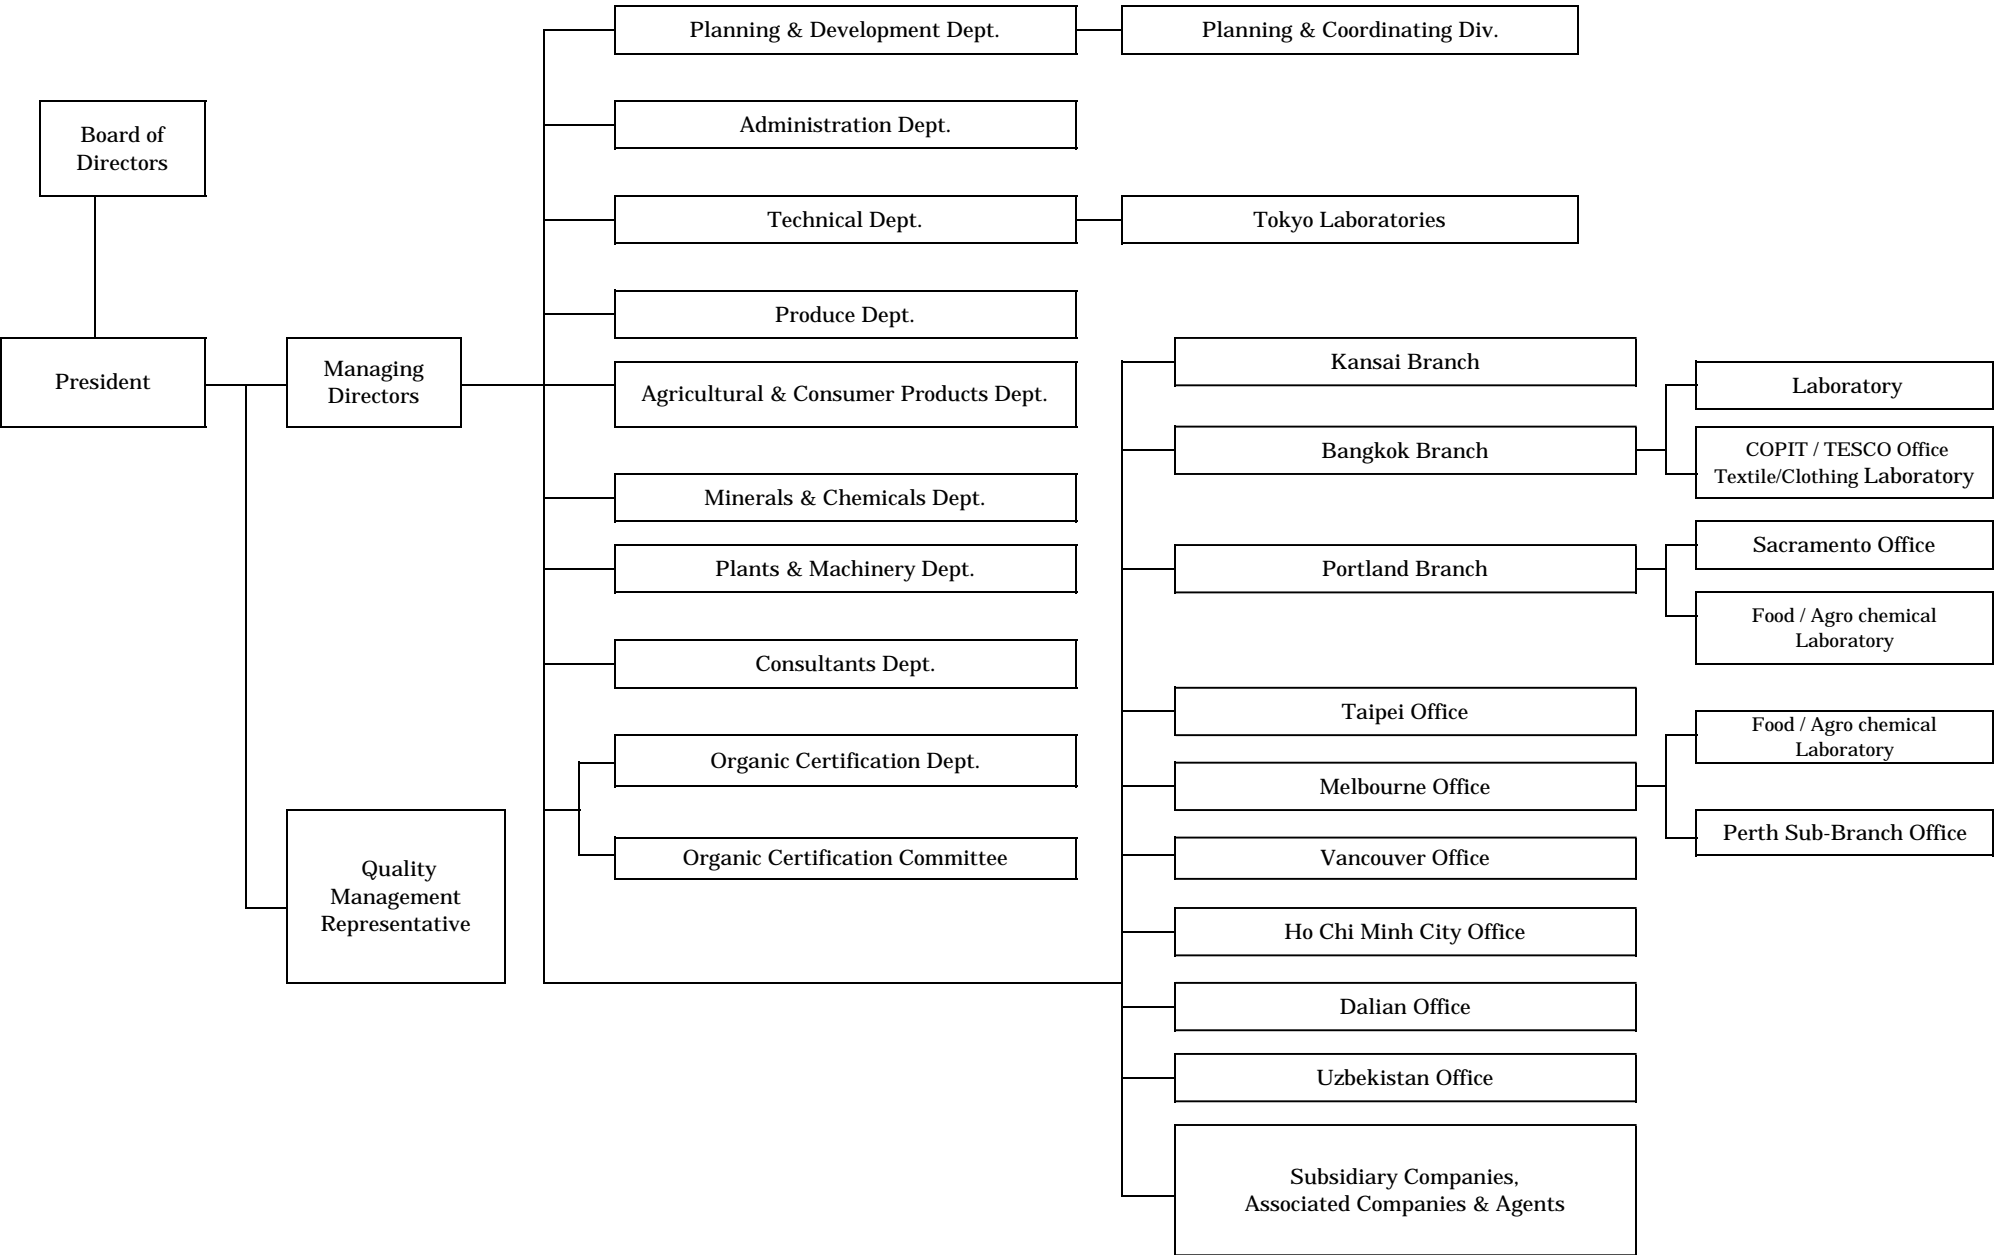 Planning & Development Dept.
Planning & Coordinating Div.
Board of
Directors
Administration Dept.
Technical Dept.
Tokyo Laboratories
Produce Dept.
President
Managing
Directors
Agricultural & Consumer Products Dept.
Kansai Branch
Laboratory
Bangkok Branch
COPIT / TESCO Office
Textile/Clothing Laboratory
Minerals & Chemicals Dept.
Plants & Machinery Dept.
Portland Branch
Sacramento Office
Food / Agro chemical
Laboratory
Consultants Dept.
Taipei Office
Food / Agro chemical
Laboratory
Organic Certification Dept.
Melbourne Office
Perth Sub-Branch Office
Organic Certification Committee
Vancouver Office
Quality
Management
Representative
Ho Chi Minh City Office
Dalian Office
Uzbekistan Office
Subsidiary Companies,
Associated Companies & Agents